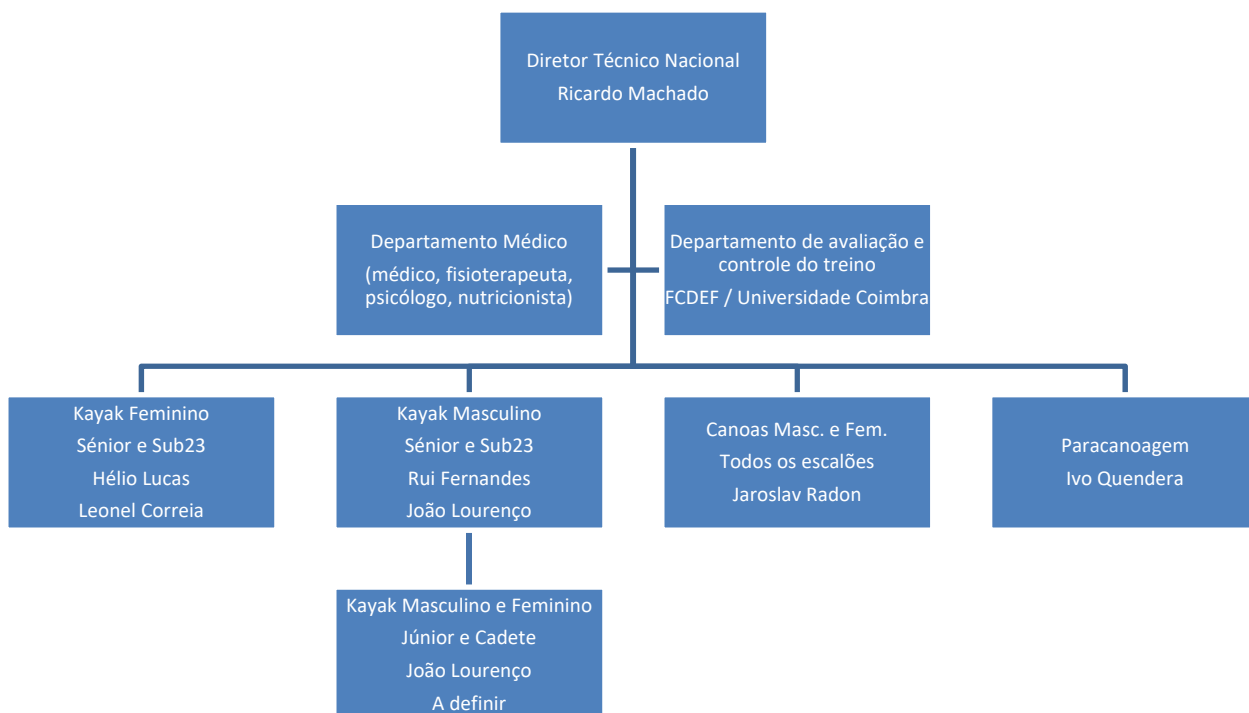 Diretor Técnico Nacional
Ricardo Machado
Departamento Médico
(médico, fisioterapeuta,
psicólogo, nutricionista)
Departamento de avaliação e
controle do treino
FCDEF / Universidade Coimbra
Kayak Feminino
Sénior e Sub23
Hélio Lucas
Leonel Correia
Kayak Masculino
Sénior e Sub23
Rui Fernandes
João Lourenço
Canoas Masc. e Fem.
Todos os escalões
Jaroslav Radon
Paracanoagem
Ivo Quendera
Kayak Masculino e Feminino
Júnior e Cadete
João Lourenço
A definir